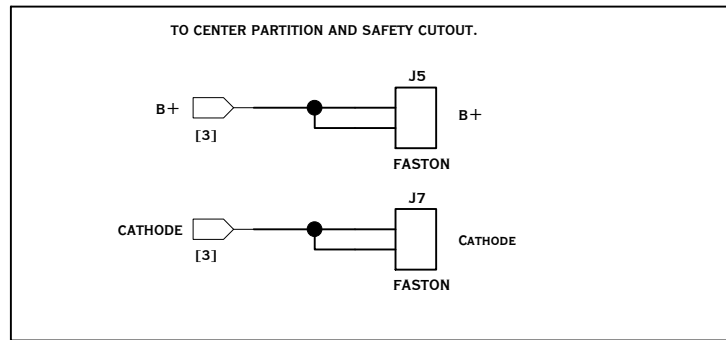 TO CENTER PARTITION AND SAFETY CUTOUT.
J5
B+ B+
[3]
FASTON
J7
CATHODE CATHODE
[3]
FASTON